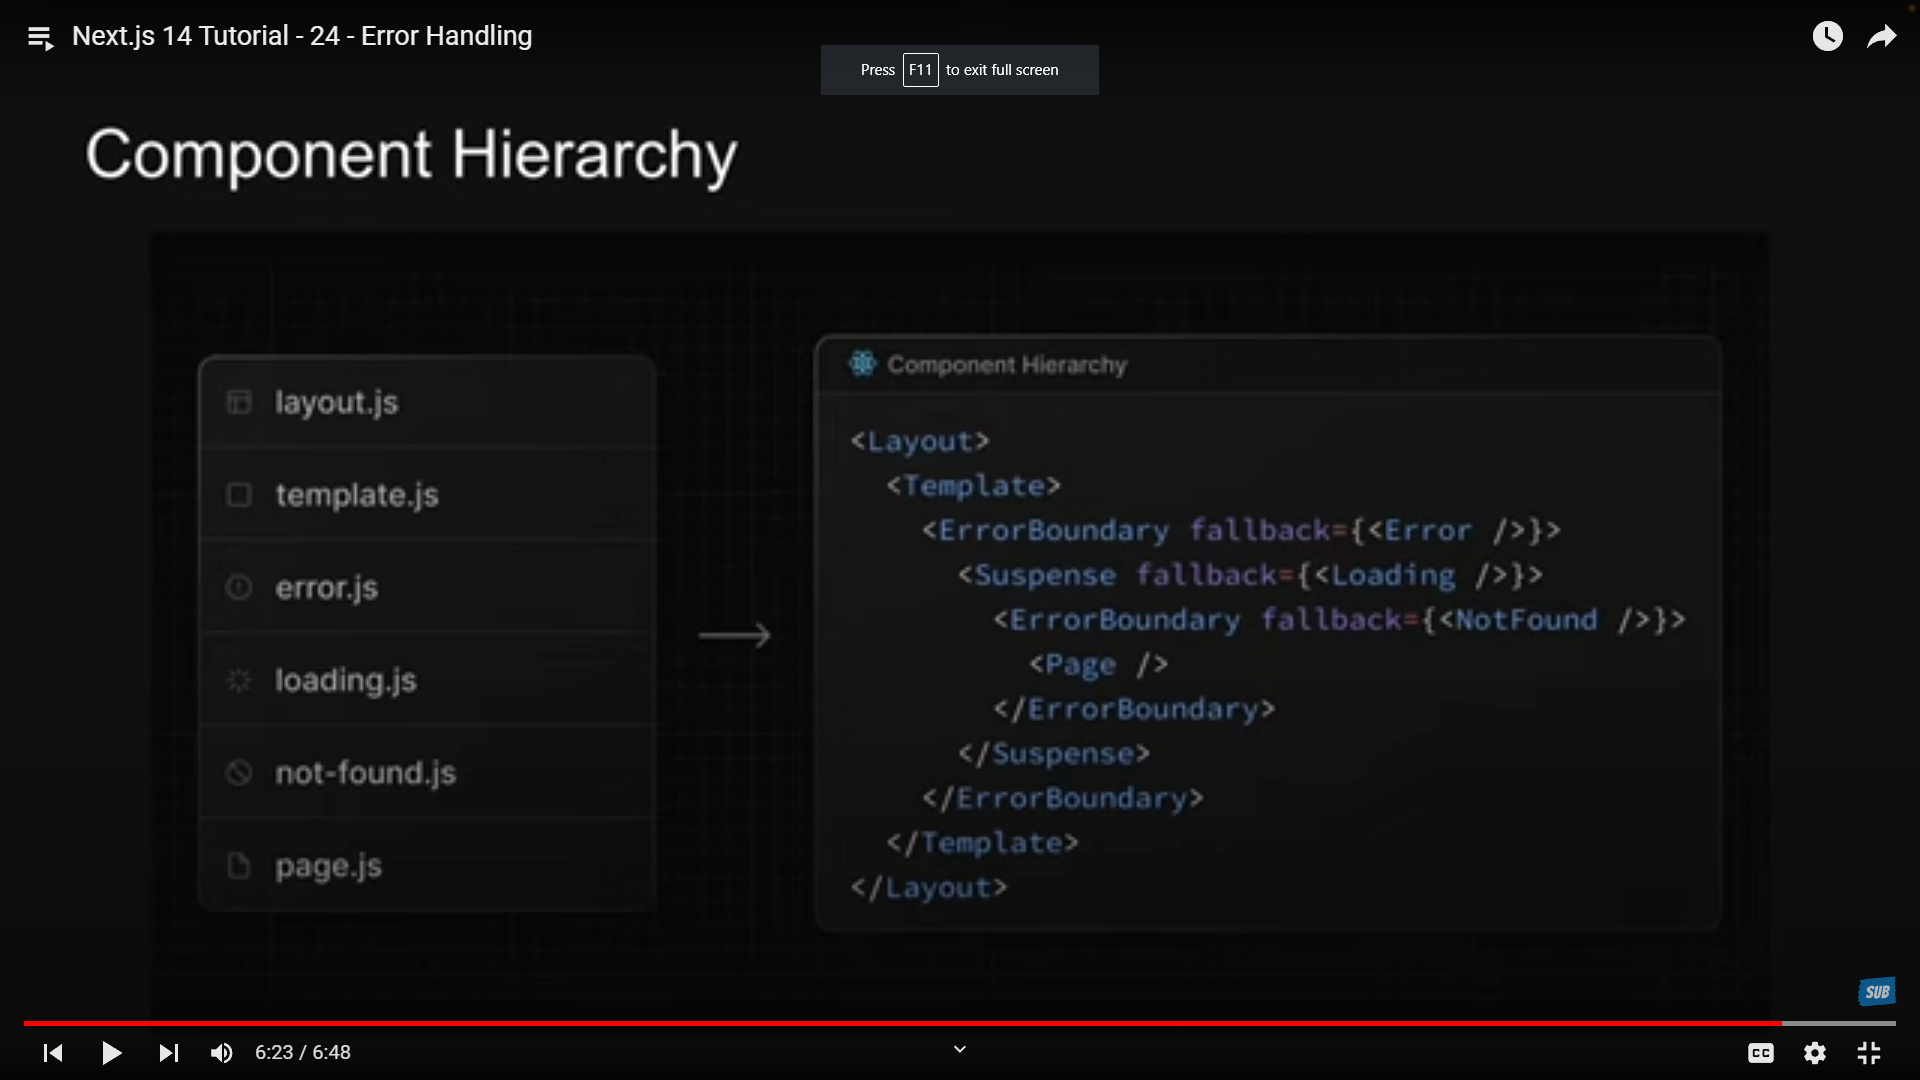 Next.js 14 Tutorial - 24 - Error Handling
Press F11 to exit full screen
Component Hierarchy
layout.js
template.js
error.js
loading.js
not-found.js
page.js
Component Hierarchy
<Layout>
<Template>
<ErrorBoundary fallback={<Error />}>
<Suspense fallback={<Loading />}>
<ErrorBoundary fallback={<NotFound />}>
<Page />
</ErrorBoundary>
</Suspense>
</ErrorBoundary>
</Template>
</Layout>
SUB
6:23 / 6:48
CC